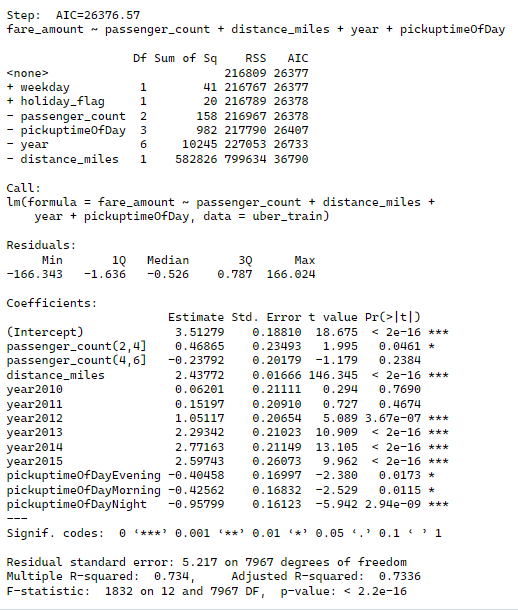 Step:  AIC=26376.57
fare_amount ~ passenger_count + distance_miles + year + pickuptimeOfDay

                  Df Sum of Sq    RSS   AIC
<none>                         216809 26377
+ weekday          1        41 216767 26377
+ holiday_flag     1        20 216789 26378
- passenger_count  2       158 216967 26378
- pickuptimeOfDay  3       982 217790 26407
- year             6     10245 227053 26733
- distance_miles   1    582826 799634 36790

Call:
lm(formula = fare_amount ~ passenger_count + distance_miles +
    year + pickuptimeOfDay, data = uber_train)

Residuals:
     Min       1Q   Median       3Q      Max
-166.343   -1.636   -0.526    0.787  166.024

Coefficients:
                       Estimate Std. Error t value Pr(>|t|)
(Intercept)             3.51279    0.18810  18.675  < 2e-16 ***
passenger_count(2,4]    0.46865    0.23493   1.995   0.0461 *
passenger_count(4,6]   -0.23792    0.20179  -1.179   0.2384
distance_miles          2.43772    0.01666 146.345  < 2e-16 ***
year2010                0.06201    0.21111   0.294   0.7690
year2011                0.15197    0.20910   0.727   0.4674
year2012                1.05117    0.20654   5.089 3.67e-07 ***
year2013                2.29342    0.21023  10.909  < 2e-16 ***
year2014                2.77163    0.21149  13.105  < 2e-16 ***
year2015                2.59743    0.26073   9.962  < 2e-16 ***
pickuptimeOfDayEvening -0.40458    0.16997  -2.380   0.0173 *
pickuptimeOfDayMorning -0.42562    0.16832  -2.529   0.0115 *
pickuptimeOfDayNight   -0.95799    0.16123  -5.942 2.94e-09 ***
---
Signif. codes:  0 ‘***’ 0.001 ‘**’ 0.01 ‘*’ 0.05 ‘.’ 0.1 ‘ ’ 1

Residual standard error: 5.217 on 7967 degrees of freedom
Multiple R-squared:  0.734,     Adjusted R-squared:  0.7336
F-statistic:  1832 on 12 and 7967 DF,  p-value: < 2.2e-16